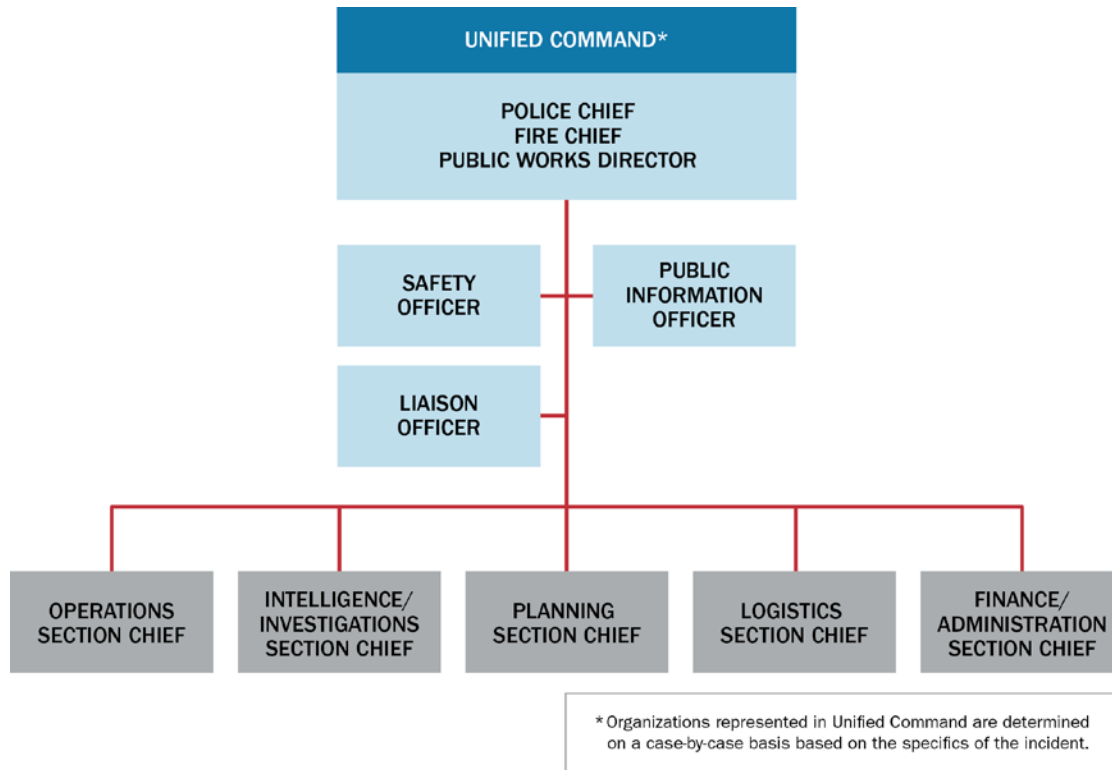 UNIFIED COMMAND*
POLICE CHIEF
FIRE CHIEF
PUBLIC WORKS DIRECTOR
SAFETY
OFFICER
PUBLIC
INFORMATION
OFFICER
LIAISON
OFFICER
OPERATIONS
SECTION CHIEF
INTELLIGENCE/
INVESTIGATIONS
SECTION CHIEF
PLANNING
SECTION CHIEF
LOGISTICS
SECTION CHIEF
FINANCE/
ADMINISTRATION
SECTION CHIEF
* Organizations represented in Unified Command are determined
on a case-by-case basis based on the specifics of the incident.